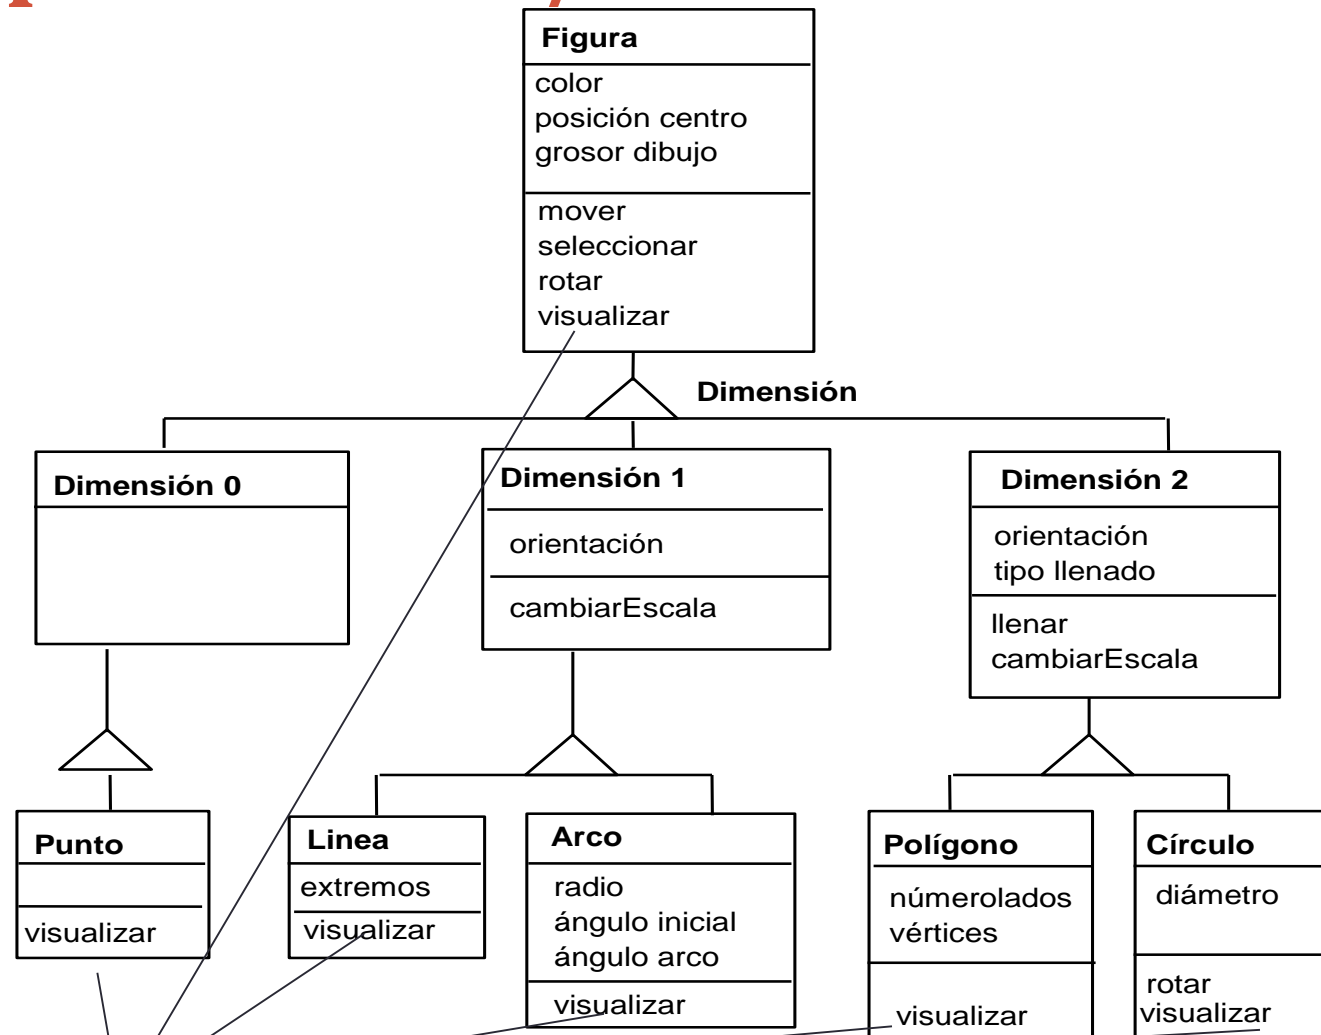 Figura
color
posición centro
grosor dibujo
mover
seleccionar
rotar
visualizar
Dimensión
Dimensión 0
Dimensión 1
orientación
cambiarEscala
Dimensión 2
orientación
tipo llenado
llenar
cambiarEscala
Punto
visualizar
Linea
extremos
visualizar
Arco
radio
ángulo inicial
ángulo arco
visualizar
Polígono
númerolados
vértices
visualizar
Círculo
diámetro
rotar
visualizar